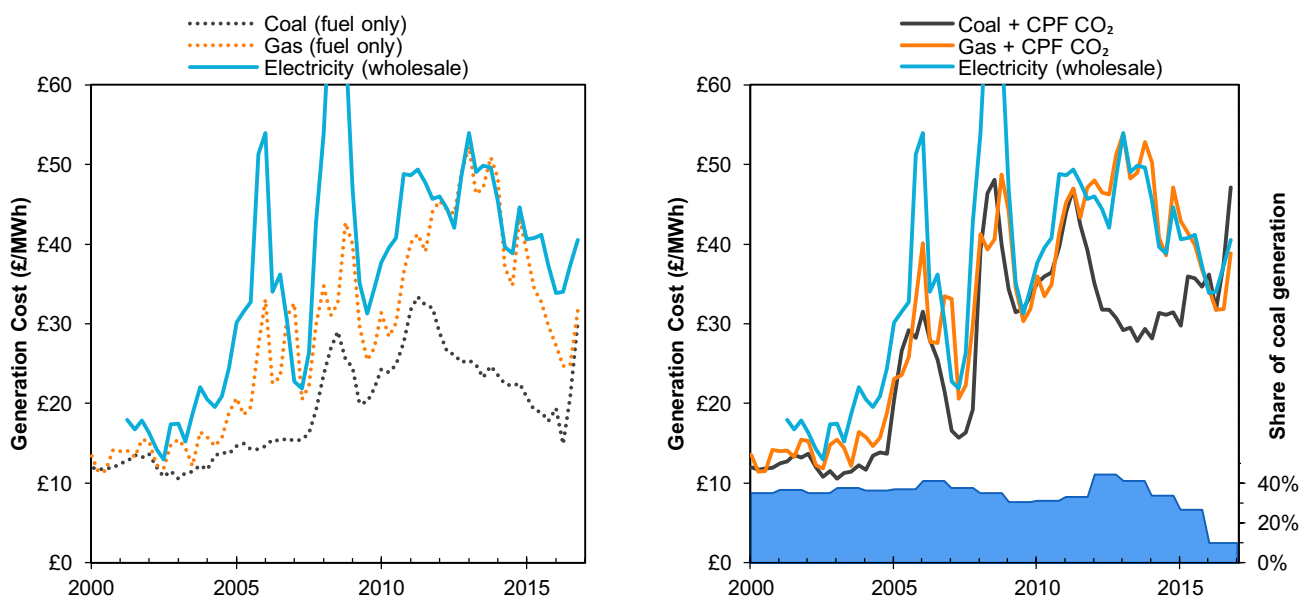 Coal (fuel only)
Gas (fuel only)
Electricity (wholesale)
£60
£50
£40
£30
£20
£10
£0
Generation Cost (£/MWh)
2000
2005
2010
2015
Coal + CPF CO₂
Gas + CPF CO₂
Electricity (wholesale)
£60
£50
£40
£30
£20
£10
£0
Generation Cost (£/MWh)
2000
2005
2010
2015
40%
20%
0%
Share of coal generation